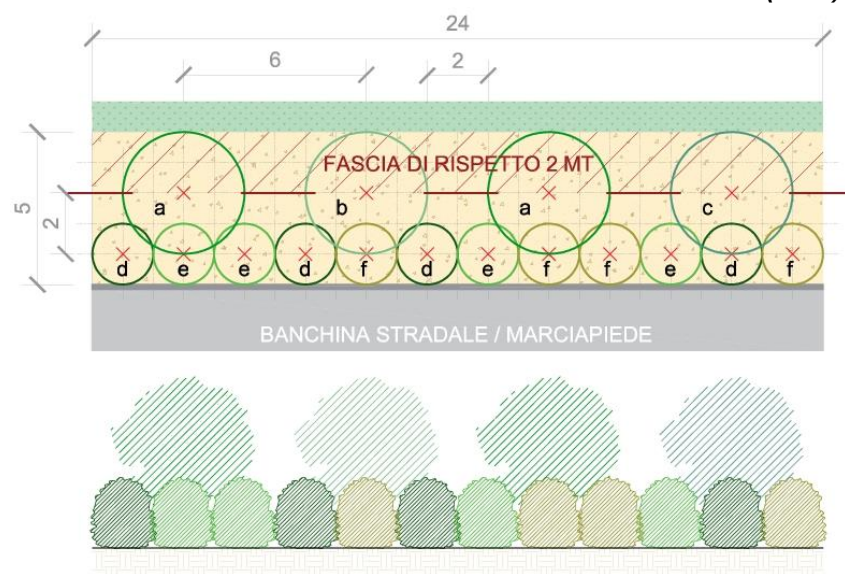 24
6
2
FASCIA DI RISPETTO 2 MT
5
2
a
b
a
c
d
e
e
d
f
d
e
f
f
e
d
f
BANCHINA STRADALE / MARCIAPIEDE